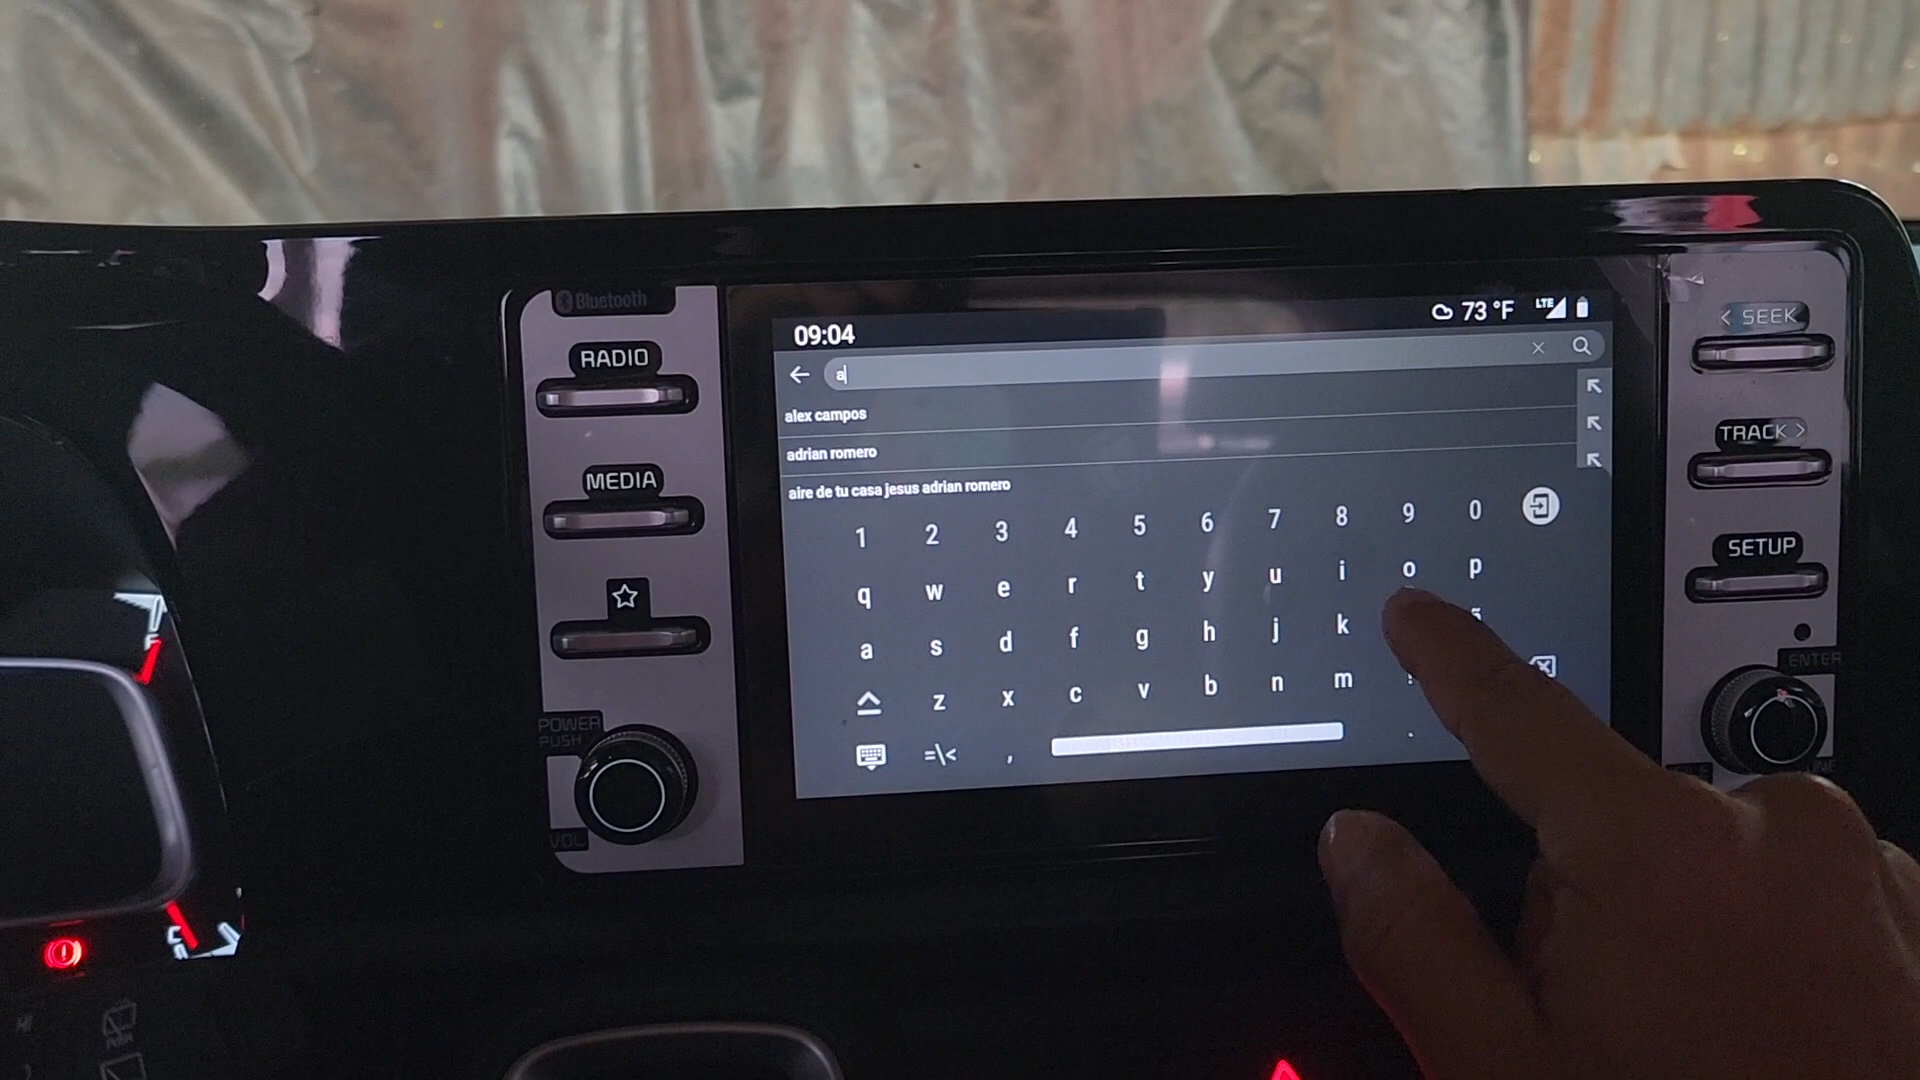 Bluetooth
RADIO
MEDIA
POWER
PUSH
VOL
09:04
73 °F
LTE
a
alex campos
adrian romero
aire de tu casa jesus adrian romero
1 2 3 4 5 6 7 8 9 0
q w e r t y u i o p
a s d f g h j k ñ
z x c v b n m !
=\< , .
< SEEK
TRACK >
SETUP
ENTER
F